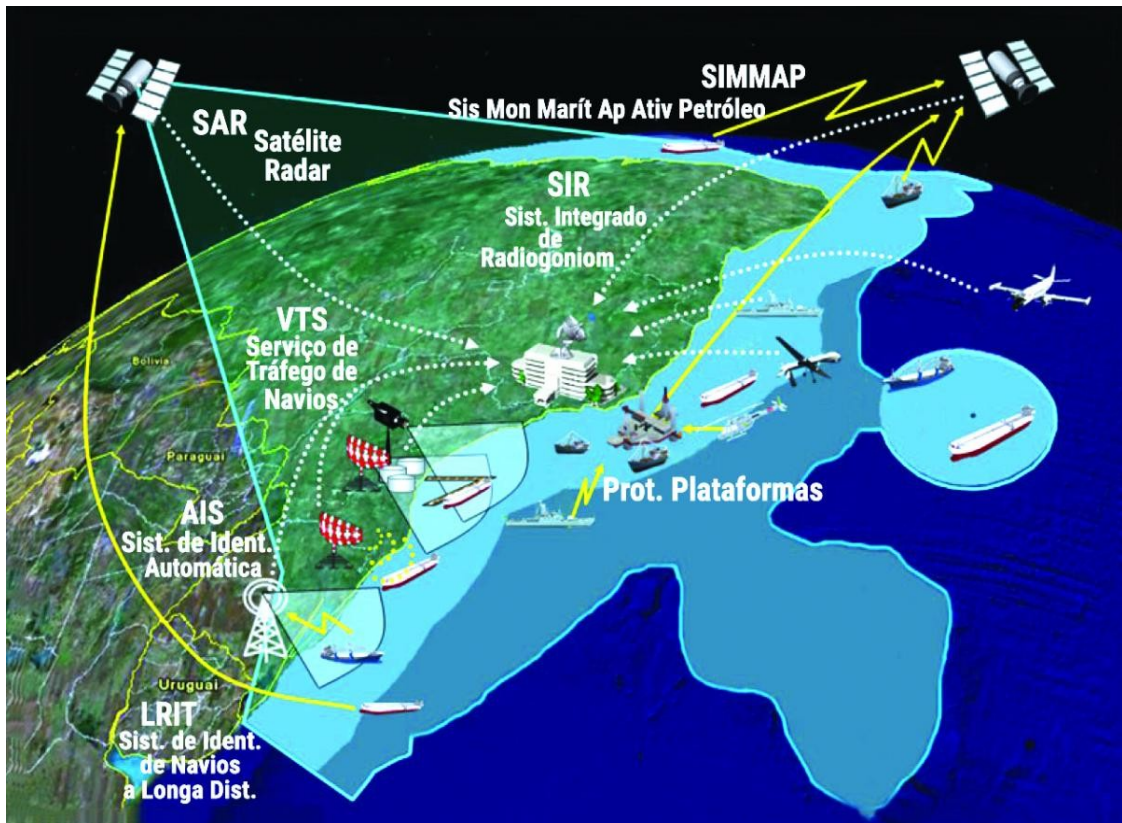 SIMMAP
Sis Mon Marít Ap Ativ Petróleo
SAR
Satélite
Radar
SIR
Sist. Integrado
de
Radiogoniom
VTS
Serviço de
Tráfego de
Navios
Bolívia
Paraguai
Prot. Plataformas
AIS
Sist. de Ident.
Automática :
Uruguai
LRIT
Sist. de Ident.
de Navios
a Longa Dist.